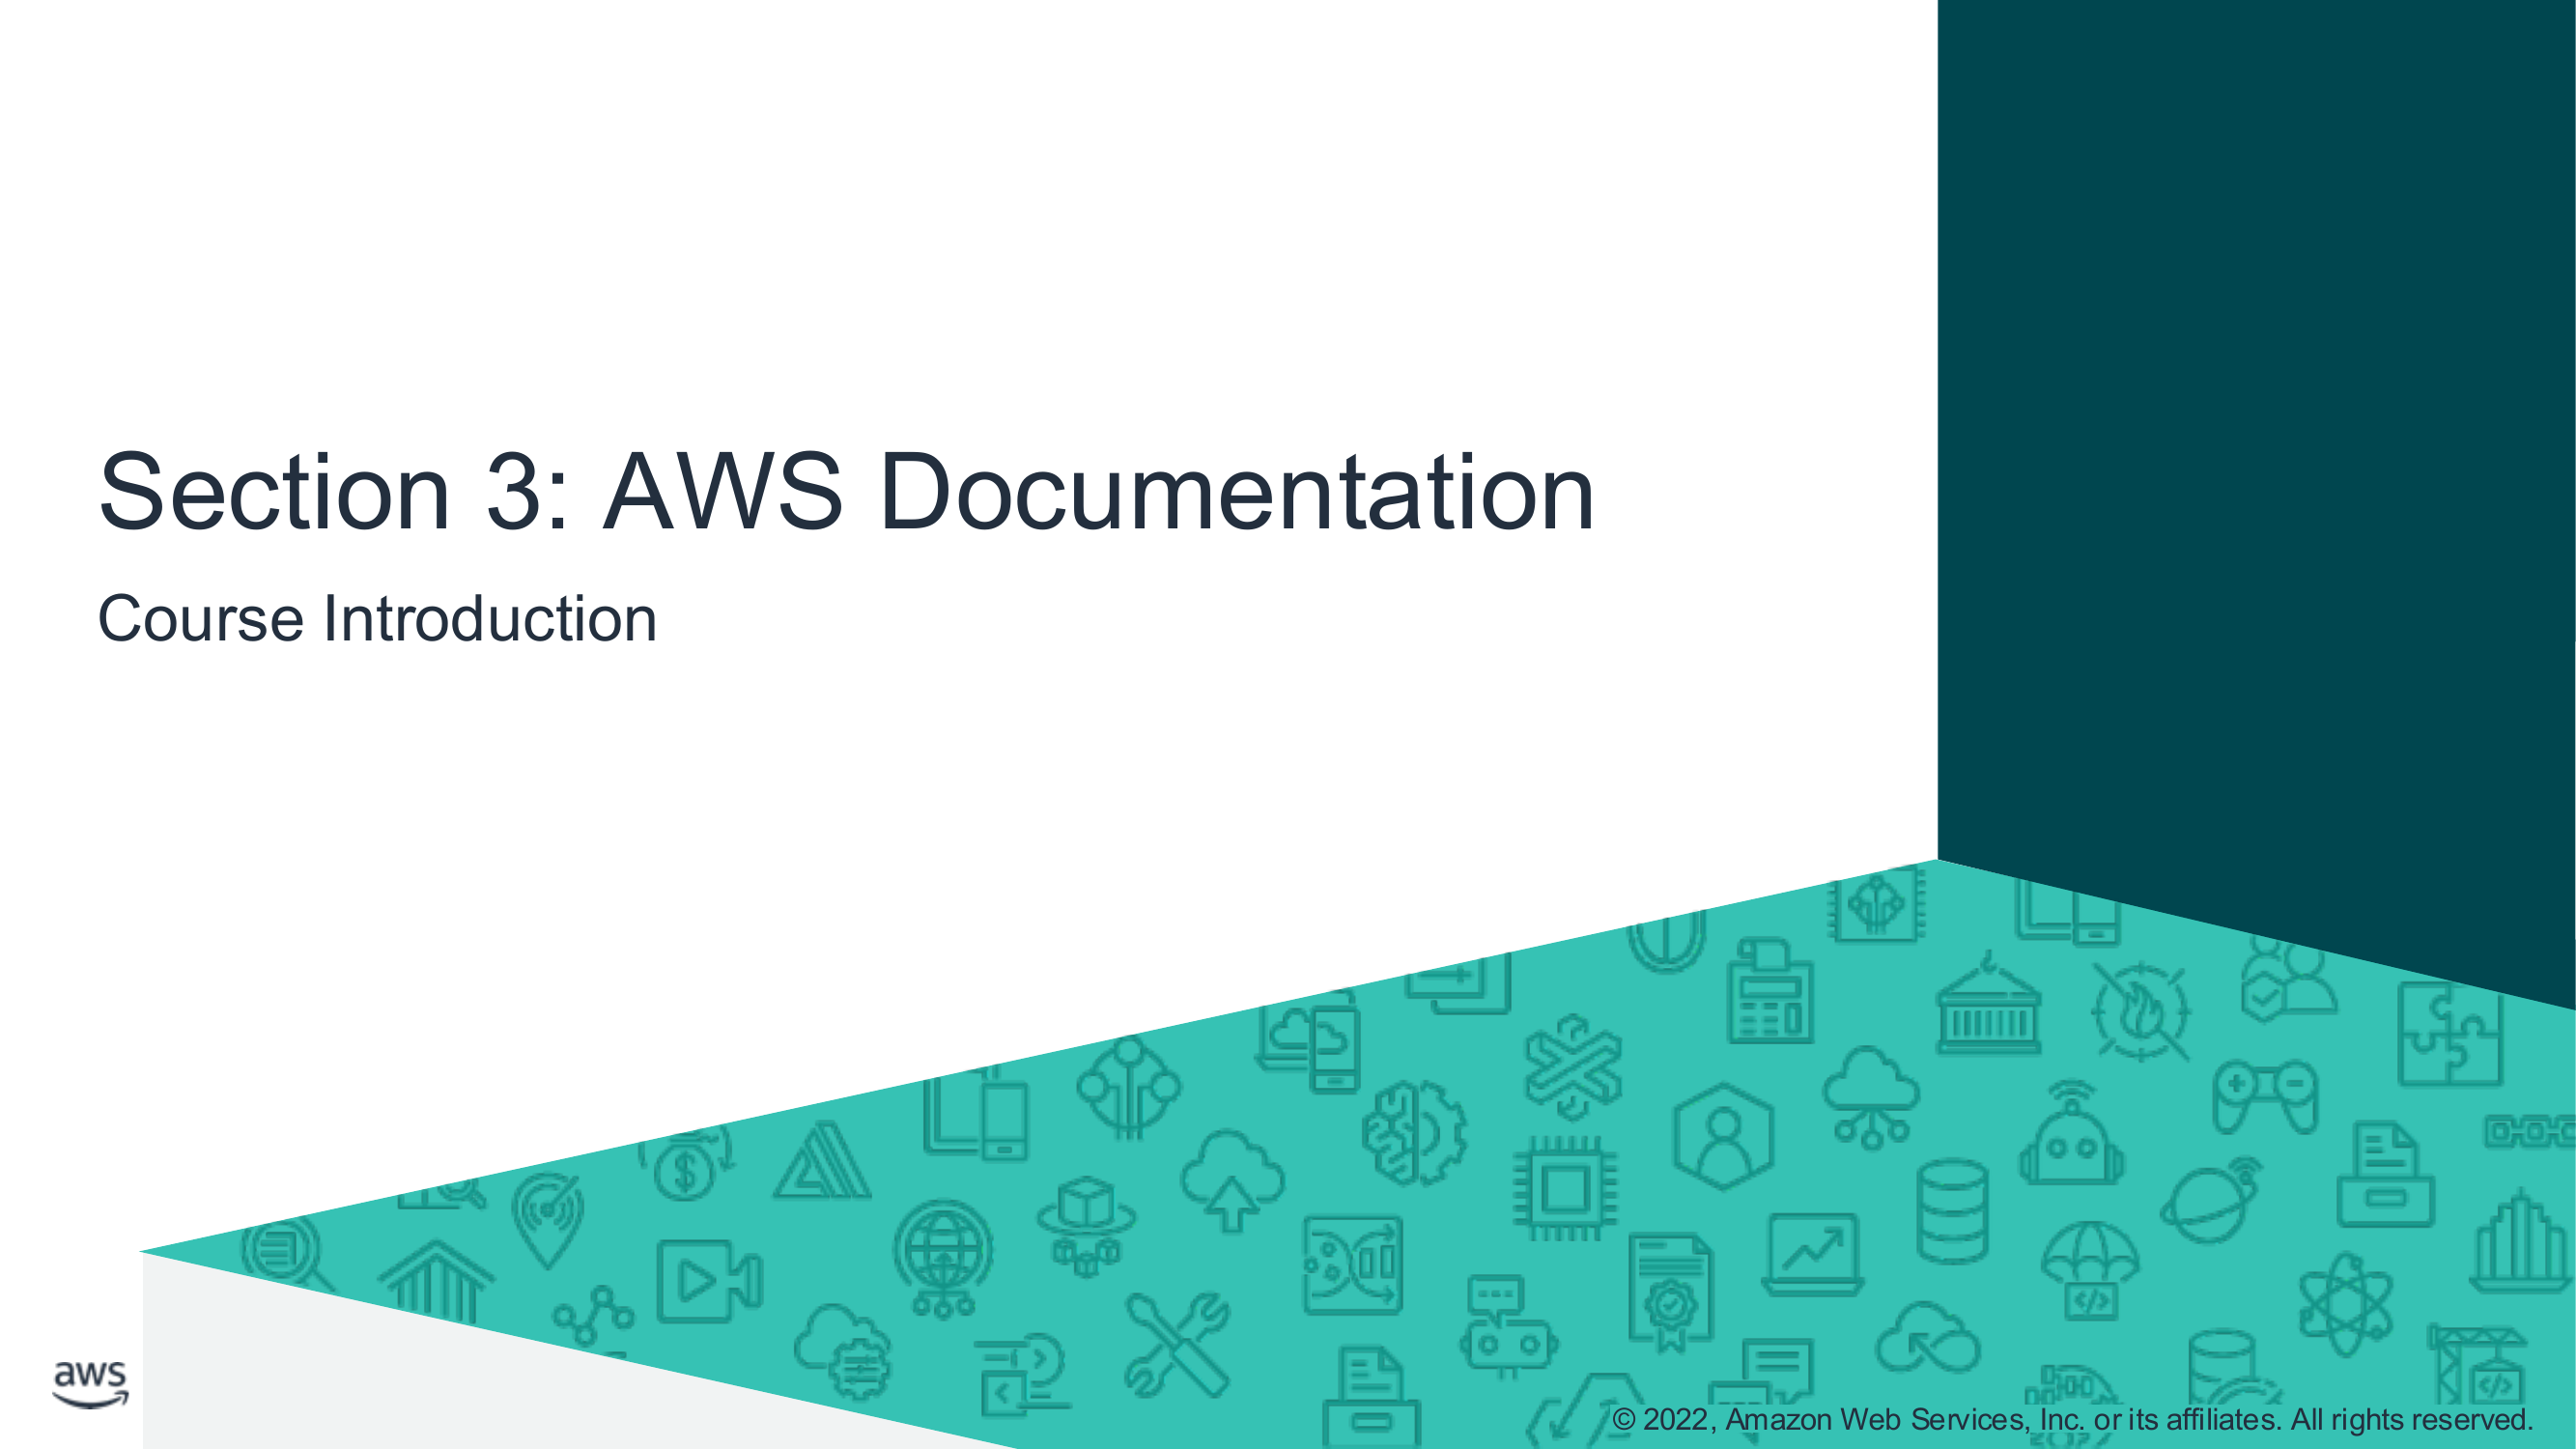 Section 3: AWS Documentation
Course Introduction
aws
© 2022, Amazon Web Services, Inc. or its affiliates. All rights reserved.